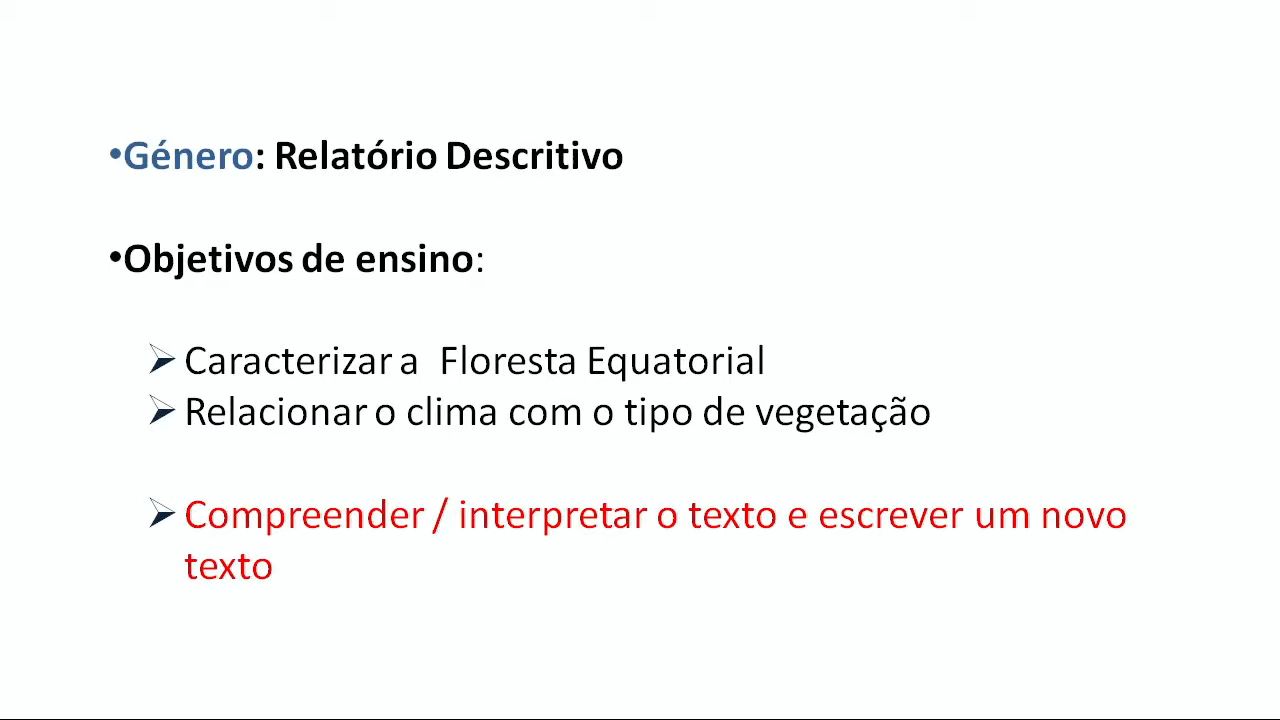 •Género: Relatório Descritivo
•Objetivos de ensino:
➢ Caracterizar a Floresta Equatorial
➢ Relacionar o clima com o tipo de vegetação
➢ Compreender / interpretar o texto e escrever um novo
texto